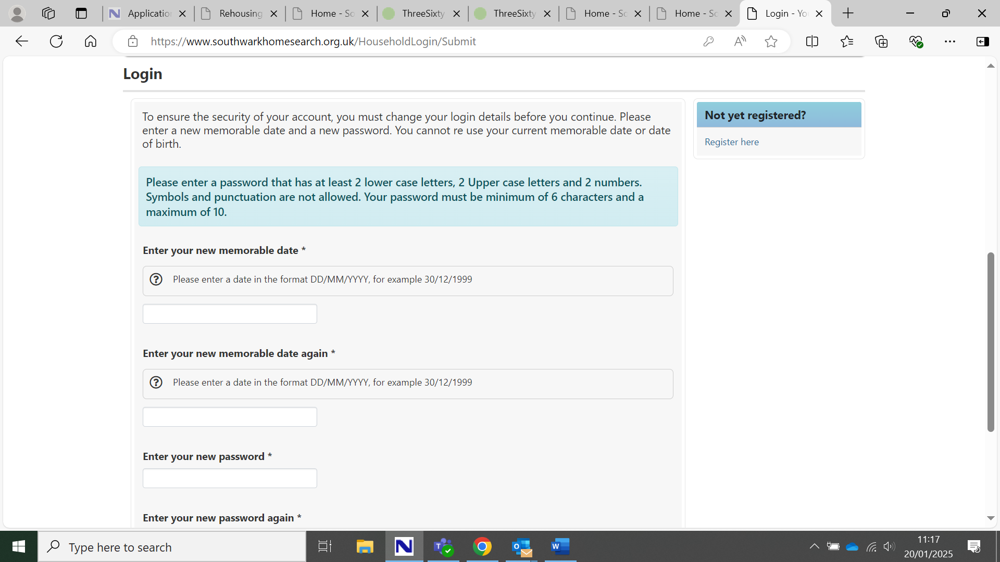 Application
Rehousing
Home - So
ThreeSixty
ThreeSixty
Home - So
Home - So
Login - You
https://www.southwarkhomesearch.org.uk/HouseholdLogin/Submit
Login
To ensure the security of your account, you must change your login details before you continue. Please
enter a new memorable date and a new password. You cannot re use your current memorable date or date
of birth.
Not yet registered?
Register here
Please enter a password that has at least 2 lower case letters, 2 Upper case letters and 2 numbers.
Symbols and punctuation are not allowed. Your password must be minimum of 6 characters and a
maximum of 10.
Enter your new memorable date *
Please enter a date in the format DD/MM/YYYY, for example 30/12/1999
Enter your new memorable date again *
Please enter a date in the format DD/MM/YYYY, for example 30/12/1999
Enter your new password *
Enter your new password again *
Type here to search
11:17
20/01/2025